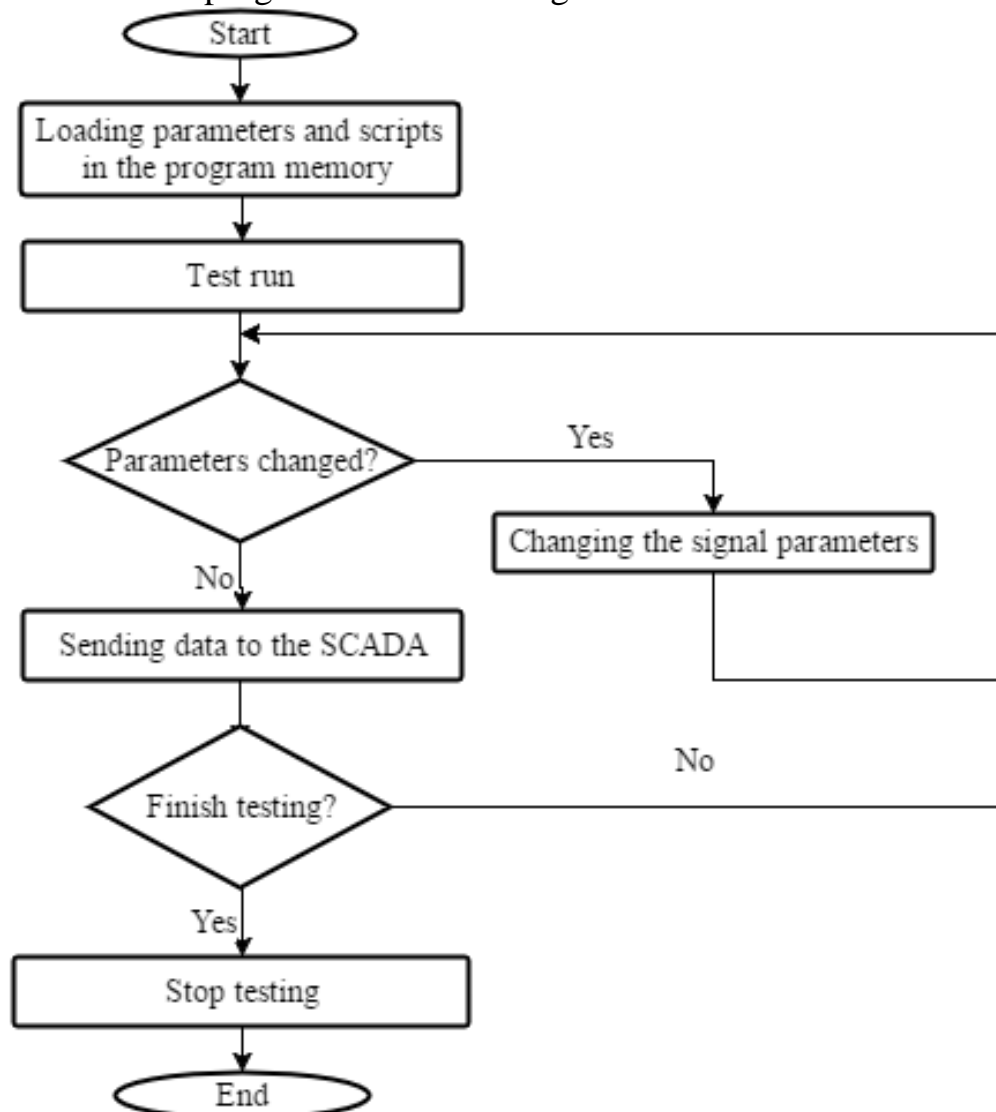 Start
Loading parameters and scripts
in the program memory
Test run
Parameters changed?
Yes
Changing the signal parameters
No
Sending data to the SCADA
No
Finish testing?
Yes
Stop testing
End